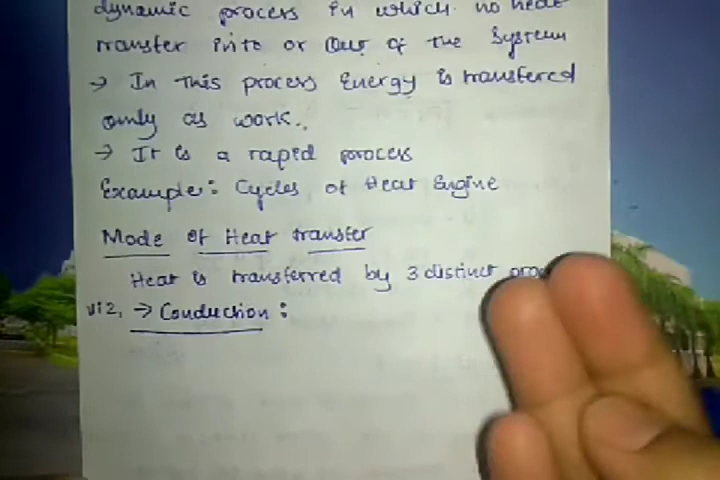 dynamic process in which no heat
transfer into or out of the system
→ In this process Energy is transferred
only as work.
→ It is a rapid process
Example: Cycles of Heat Engine
Mode of Heat transfer
Heat is transferred by 3 distinct
viz, → Conduction: